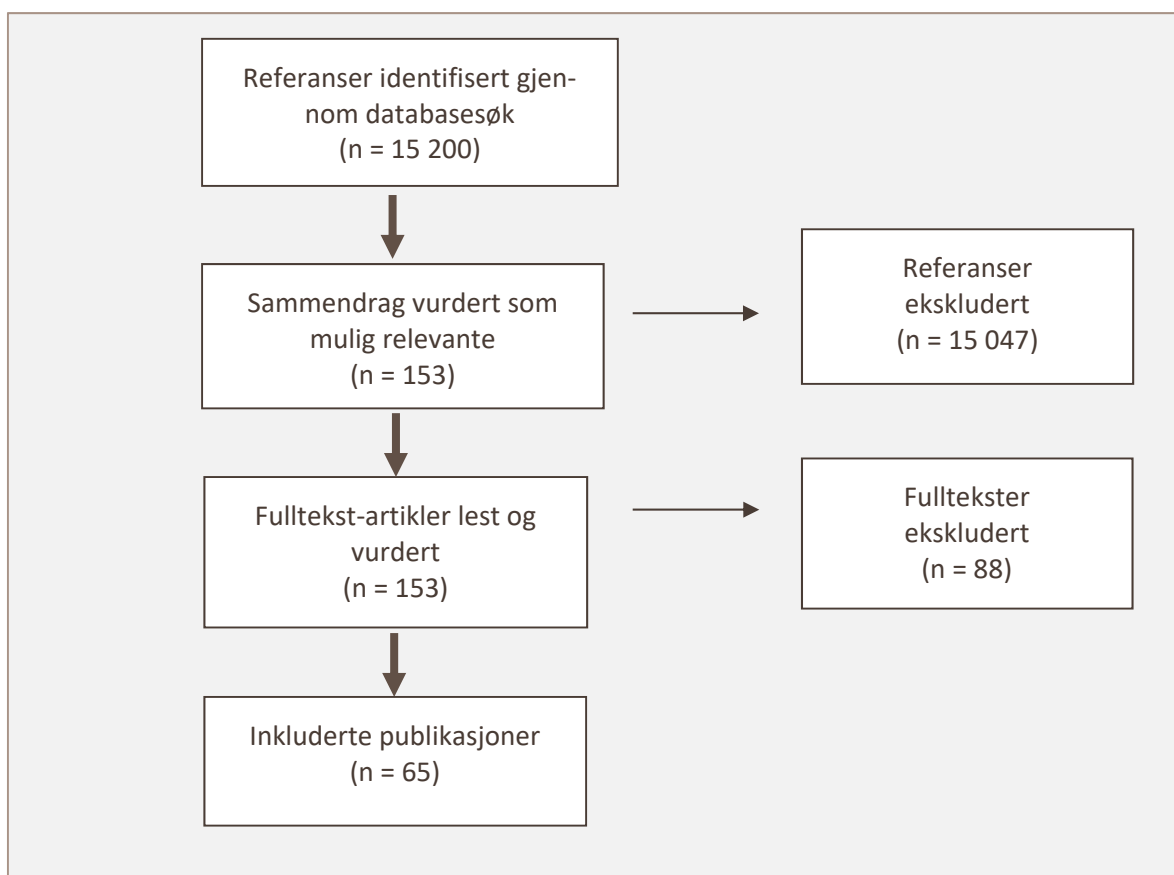 Referanser identifisert gjen-
nom databasesøk
(n = 15 200)
Sammendrag vurdert som
mulig relevante
(n = 153)
Referanser
ekskludert
(n = 15 047)
Fulltekst-artikler lest og
vurdert
(n = 153)
Fulltekster
ekskludert
(n = 88)
Inkluderte publikasjoner
(n = 65)